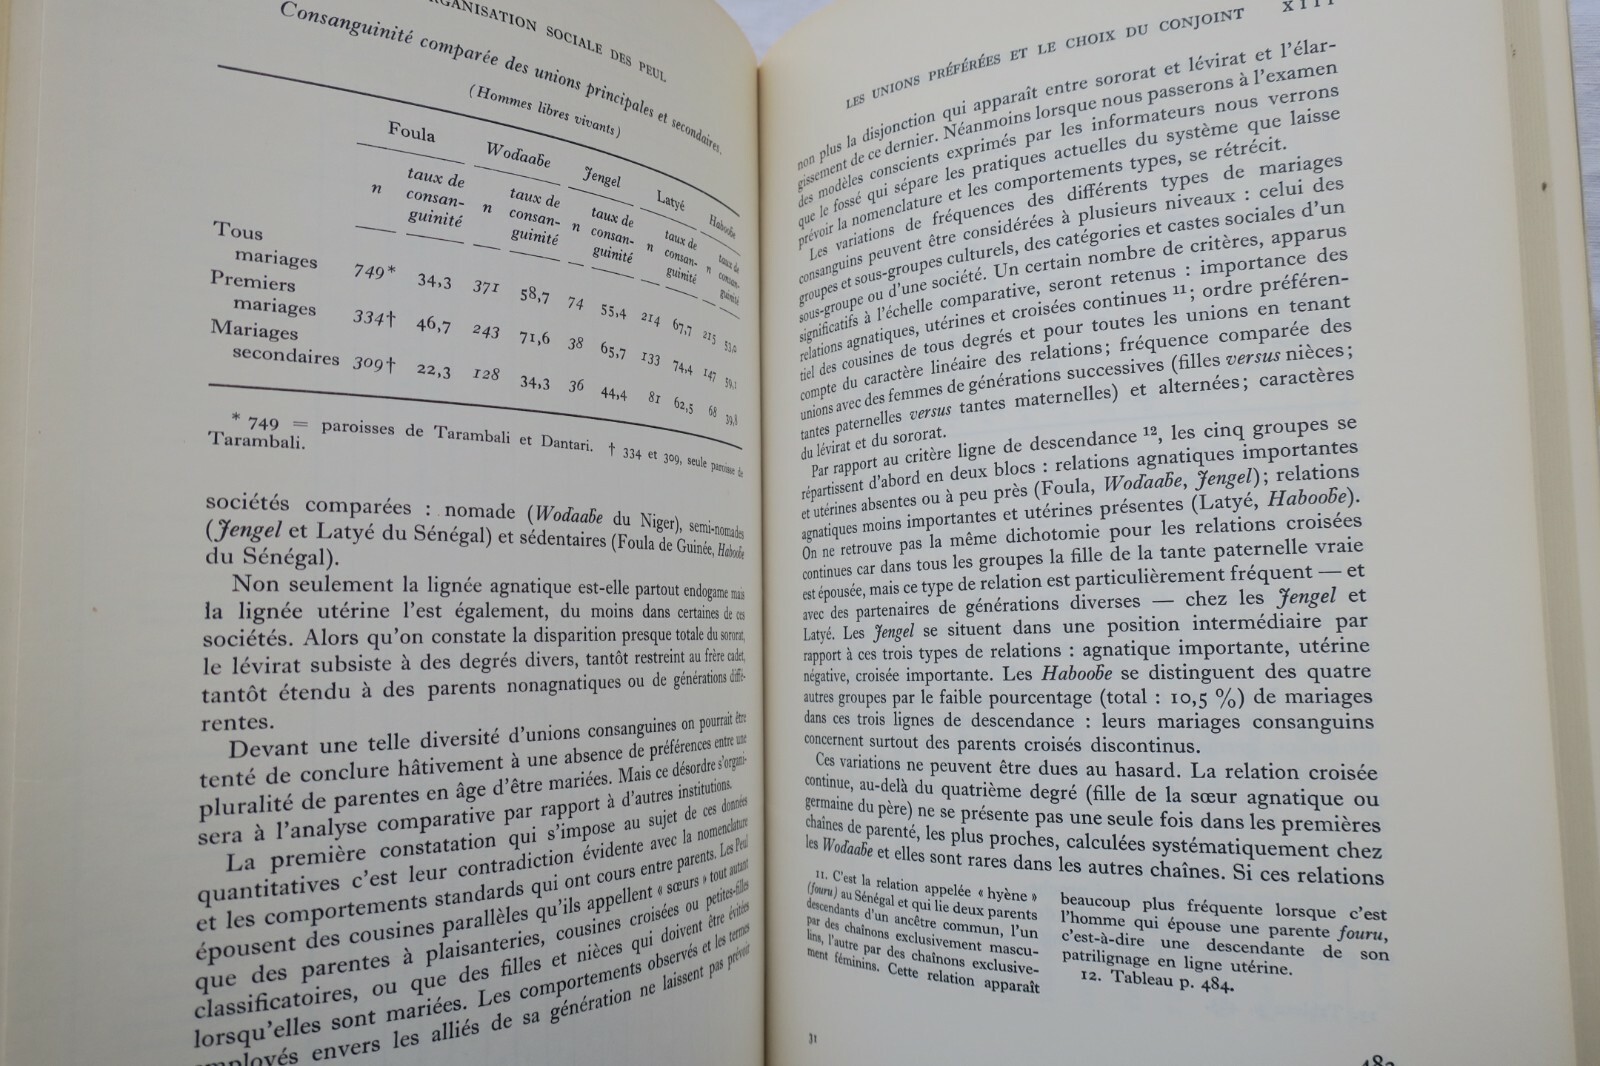 ORGANISATION SOCIALE DES PEUL
Consanguinité comparée des unions principales et secondaires.
(Hommes libres vivants)
Foula Woɗaaɓe Jengel Latyé Habooɓe
n taux de consan-guinité n taux de consan-guinité n taux de consan-guinité n taux de consan-guinité n taux de consan-guinité
Tous mariages 749* 34,3 371 58,7 74 55,4 214 67,7 215 53,0
Premiers mariages 334† 46,7 243 71,6 38 65,7 133 74,4 147 59,1
Mariages secondaires 309† 22,3 128 34,3 36 44,4 81 62,5 68 39,8
* 749 = paroisses de Tarambali et Dantari. † 334 et 309, seule paroisse de
Tarambali.
sociétés comparées : nomade (Woɗaaɓe du Niger), semi-nomades
(Jengel et Latyé du Sénégal) et sédentaires (Foula de Guinée, Habooɓe
du Sénégal).
Non seulement la lignée agnatique est-elle partout endogame mais
la lignée utérine l'est également, du moins dans certaines de ces
sociétés. Alors qu'on constate la disparition presque totale du sororat,
le lévirat subsiste à des degrés divers, tantôt restreint au frère cadet,
tantôt étendu à des parents nonagnatiques ou de générations diffé-
rentes.
Devant une telle diversité d'unions consanguines on pourrait être
tenté de conclure hâtivement à une absence de préférences entre une
pluralité de parentes en âge d'être mariées. Mais ce désordre s'organi-
sera à l'analyse comparative par rapport à d'autres institutions.
La première constatation qui s'impose au sujet de ces données
quantitatives c'est leur contradiction évidente avec la nomenclature
et les comportements standards qui ont cours entre parents. Les Peul
épousent des cousines parallèles qu'ils appellent « sœurs » tout autant
que des parentes à plaisanteries, cousines croisées ou petites-filles
classificatoires, ou que des filles et nièces qui doivent être évitées
lorsqu'elles sont mariées. Les comportements observés et les termes
employés envers les alliés de sa génération ne laissent pas prévoir
LES UNIONS PRÉFÉRÉES ET LE CHOIX DU CONJOINT XIII
non plus la disjonction qui apparaît entre sororat et lévirat et l'élar-
gissement de ce dernier. Néanmoins lorsque nous passerons à l'examen
des modèles conscients exprimés par les informateurs nous verrons
que le fossé qui sépare les pratiques actuelles du système que laisse
prévoir la nomenclature et les comportements types, se rétrécit.
Les variations de fréquences des différents types de mariages
consanguins peuvent être considérées à plusieurs niveaux : celui des
groupes et sous-groupes culturels, des catégories et castes sociales d'un
sous-groupe ou d'une société. Un certain nombre de critères, apparus
significatifs à l'échelle comparative, seront retenus : importance des
relations agnatiques, utérines et croisées continues 11; ordre préféren-
tiel des cousines de tous degrés et pour toutes les unions en tenant
compte du caractère linéaire des relations; fréquence comparée des
unions avec des femmes de générations successives (filles versus nièces;
tantes paternelles versus tantes maternelles) et alternées; caractères
du lévirat et du sororat.
Par rapport au critère ligne de descendance 12, les cinq groupes se
répartissent d'abord en deux blocs : relations agnatiques importantes
et utérines absentes ou à peu près (Foula, Woɗaaɓe, Jengel); relations
agnatiques moins importantes et utérines présentes (Latyé, Habooɓe).
On ne retrouve pas la même dichotomie pour les relations croisées
continues car dans tous les groupes la fille de la tante paternelle vraie
est épousée, mais ce type de relation est particulièrement fréquent — et
avec des partenaires de générations diverses — chez les Jengel et
Latyé. Les Jengel se situent dans une position intermédiaire par
rapport à ces trois types de relations : agnatique importante, utérine
négative, croisée importante. Les Habooɓe se distinguent des quatre
autres groupes par le faible pourcentage (total : 10,5 %) de mariages
dans ces trois lignes de descendance : leurs mariages consanguins
concernent surtout des parents croisés discontinus.
Ces variations ne peuvent être dues au hasard. La relation croisée
continue, au-delà du quatrième degré (fille de la sœur agnatique ou
germaine du père) ne se présente pas une seule fois dans les premières
chaînes de parenté, les plus proches, calculées systématiquement chez
les Woɗaaɓe et elles sont rares dans les autres chaînes. Si ces relations
11. C'est la relation appelée « hyène »
(fouru) au Sénégal et qui lie deux parents
descendants d'un ancêtre commun, l'un
par des chaînons exclusivement mascu-
lins, l'autre par des chaînons exclusive-
ment féminins. Cette relation apparaît
beaucoup plus fréquente lorsque c'est
l'homme qui épouse une parente fouru,
c'est-à-dire une descendante de son
patrilignage en ligne utérine.
12. Tableau p. 484.
31